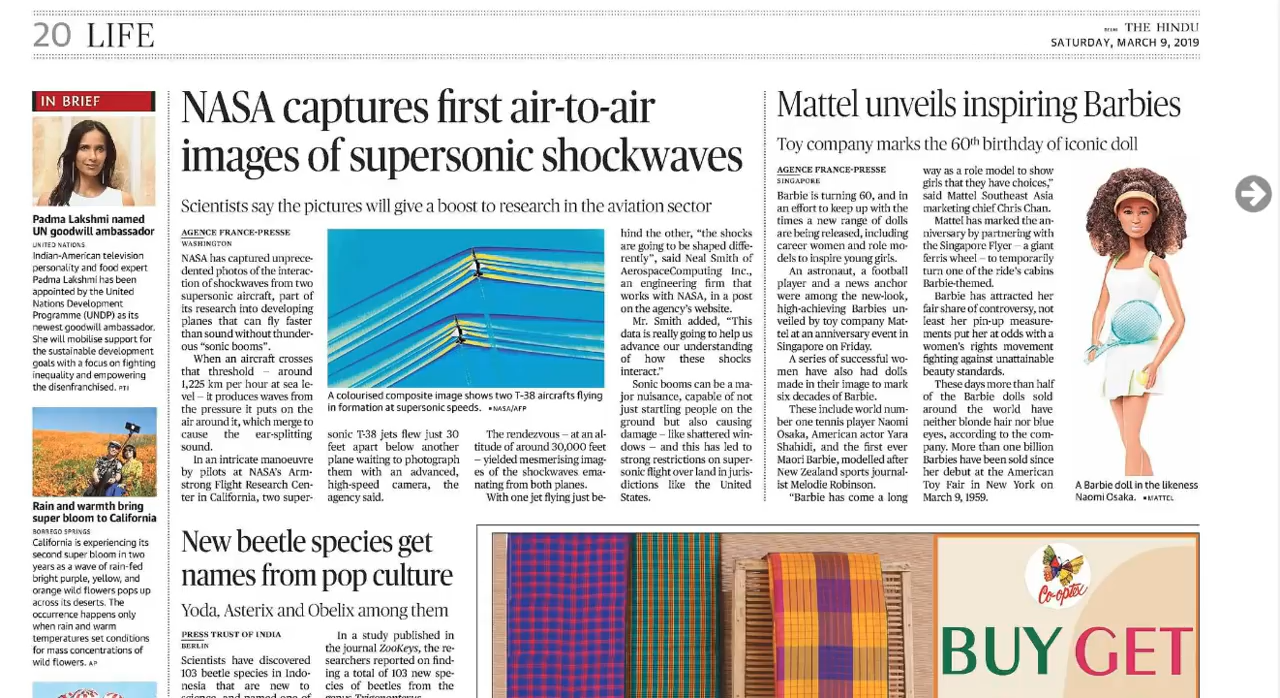 20 LIFE
DELHI THE HINDU
SATURDAY, MARCH 9, 2019
IN BRIEF
Padma Lakshmi named
UN goodwill ambassador
UNITED NATIONS
Indian-American television
personality and food expert
Padma Lakshmi has been
appointed by the United
Nations Development
Programme (UNDP) as its
newest goodwill ambassador.
She will mobilise support for
the sustainable development
goals with a focus on fighting
inequality and empowering
the disenfranchised. PTI
Rain and warmth bring
super bloom to California
BORREGO SPRINGS
California is experiencing its
second super bloom in two
years as a wave of rain-fed
bright purple, yellow, and
orange wild flowers pops up
across its deserts. The
occurrence happens only
when rain and warm
temperatures set conditions
for mass concentrations of
wild flowers. AP
NASA captures first air-to-air
images of supersonic shockwaves
Scientists say the pictures will give a boost to research in the aviation sector
AGENCE FRANCE-PRESSE
WASHINGTON
NASA has captured unprece-
dented photos of the interac-
tion of shockwaves from two
supersonic aircraft, part of
its research into developing
planes that can fly faster
than sound without thunder-
ous “sonic booms”.
When an aircraft crosses
that threshold – around
1,225 km per hour at sea le-
vel – it produces waves from
the pressure it puts on the
air around it, which merge to
cause the ear-splitting
sound.
In an intricate manoeuvre
by pilots at NASA's Arm-
strong Flight Research Cen-
ter in California, two super-
A colourised composite image shows two T-38 aircrafts flying
in formation at supersonic speeds. ■NASA/AFP
sonic T-38 jets flew just 30
feet apart below another
plane waiting to photograph
them with an advanced,
high-speed camera, the
agency said.
The rendezvous – at an al-
titude of around 30,000 feet
– yielded mesmerising imag-
es of the shockwaves ema-
nating from both planes.
With one jet flying just be-
hind the other, “the shocks
are going to be shaped diffe-
rently”, said Neal Smith of
AerospaceComputing Inc.,
an engineering firm that
works with NASA, in a post
on the agency's website.
Mr. Smith added, “This
data is really going to help us
advance our understanding
of how these shocks
interact.”
Sonic booms can be a ma-
jor nuisance, capable of not
just startling people on the
ground but also causing
damage – like shattered win-
dows – and this has led to
strong restrictions on super-
sonic flight over land in juris-
dictions like the United
States.
Mattel unveils inspiring Barbies
Toy company marks the 60th birthday of iconic doll
AGENCE FRANCE-PRESSE
SINGAPORE
Barbie is turning 60, and in
an effort to keep up with the
times a new range of dolls
are being released, including
career women and role mo-
dels to inspire young girls.
An astronaut, a football
player and a news anchor
were among the new-look,
high-achieving Barbies un-
veiled by toy company Mat-
tel at an anniversary event in
Singapore on Friday.
A series of successful wo-
men have also had dolls
made in their image to mark
six decades of Barbie.
These include world num-
ber one tennis player Naomi
Osaka, American actor Yara
Shahidi, and the first ever
Maori Barbie, modelled after
New Zealand sports journal-
ist Melodie Robinson.
“Barbie has come a long
way as a role model to show
girls that they have choices,”
said Mattel Southeast Asia
marketing chief Chris Chan.
Mattel has marked the an-
niversary by partnering with
the Singapore Flyer – a giant
ferris wheel – to temporarily
turn one of the ride's cabins
Barbie-themed.
Barbie has attracted her
fair share of controversy, not
least her pin-up measure-
ments put her at odds with a
women's rights movement
fighting against unattainable
beauty standards.
These days more than half
of the Barbie dolls sold
around the world have
neither blonde hair nor blue
eyes, according to the com-
pany. More than one billion
Barbies have been sold since
her debut at the American
Toy Fair in New York on
March 9, 1959.
A Barbie doll in the likeness
Naomi Osaka. ■MATTEL
New beetle species get
names from pop culture
Yoda, Asterix and Obelix among them
PRESS TRUST OF INDIA
BERLIN
Scientists have discovered
103 beetle species in Indo-
nesia that are new to
science, and named one of
In a study published in
the journal ZooKeys, the re-
searchers reported on find-
ing a total of 103 new spe-
cies of beetles from the
genus Trigonopterus
Co-optex
BUY GET